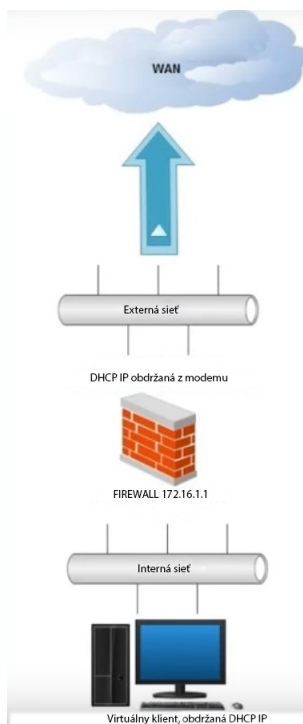 WAN
Externá sieť
DHCP IP obdržaná z modemu
FIREWALL 172.16.1.1
Interná sieť
Virtuálny klient, obdržaná DHCP IP